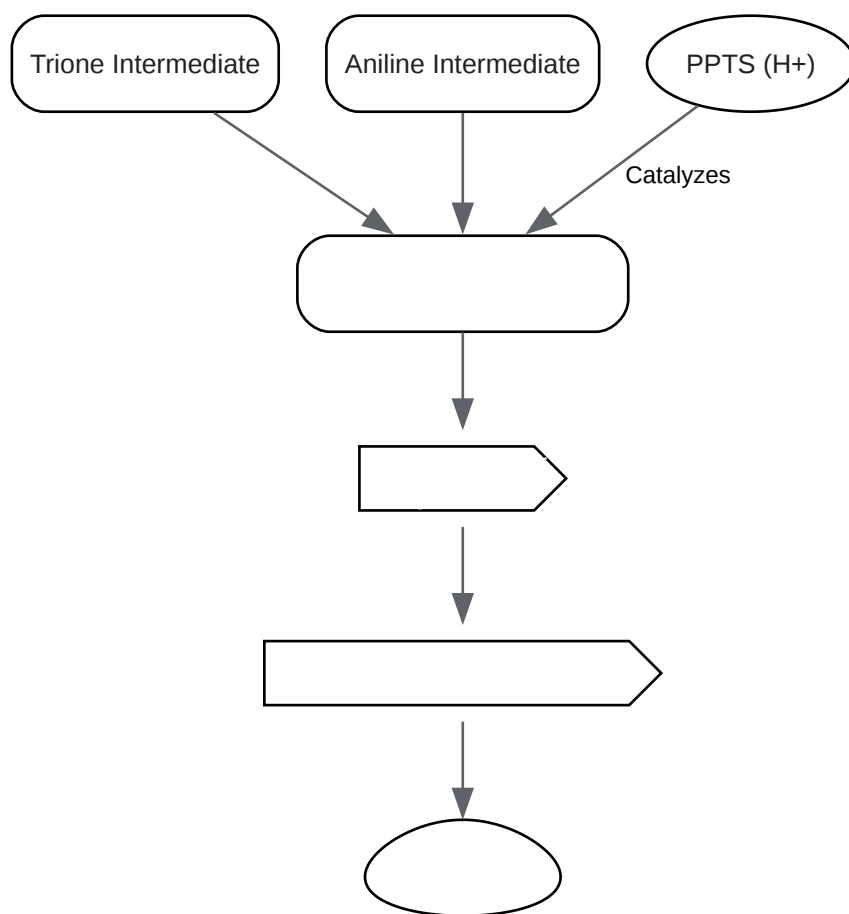 Trione Intermediate
Aniline Intermediate
PPTS (H+)
Catalyzes